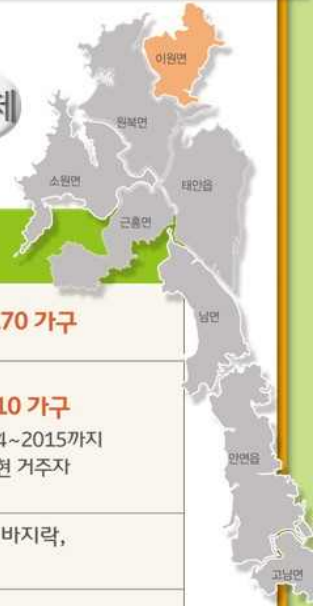 이원면
체
원북면
소원면
태안읍
근흥면
70 가구
남면
10 가구
4~2015까지
현 거주자
안면읍
바지락,
고남면